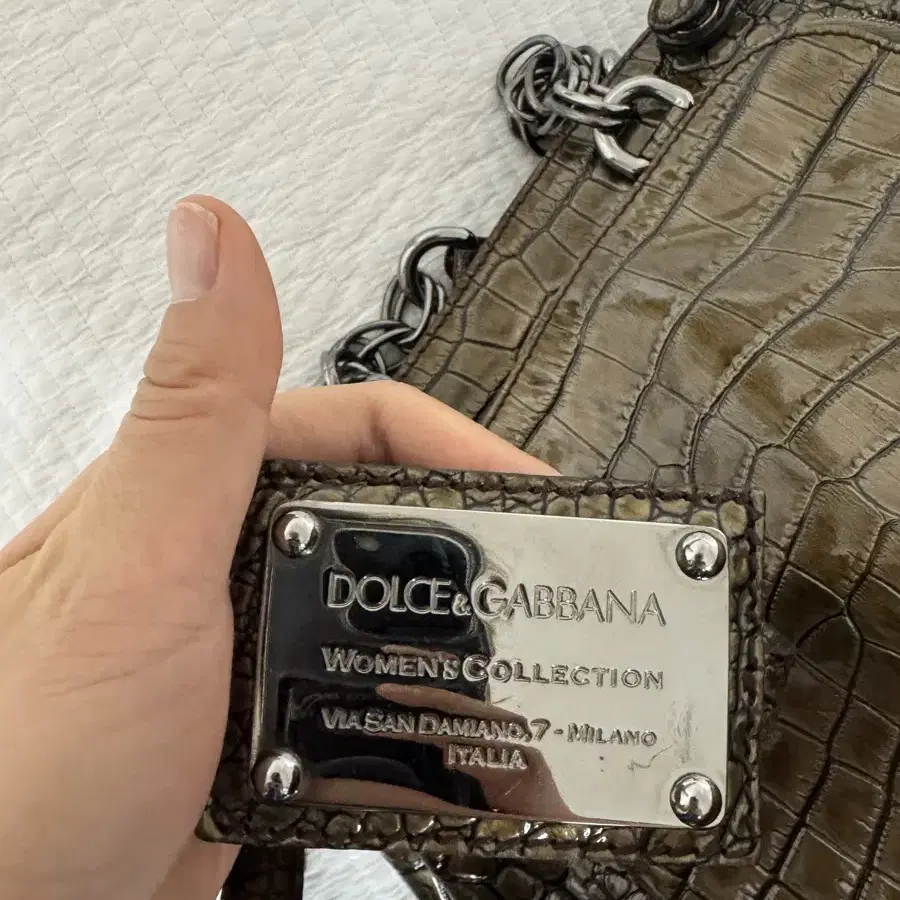 DOLCE&GABBANA
WOMEN'S COLLECTION
VIA SAN DAMIANO,7 - MILANO
ITALIA